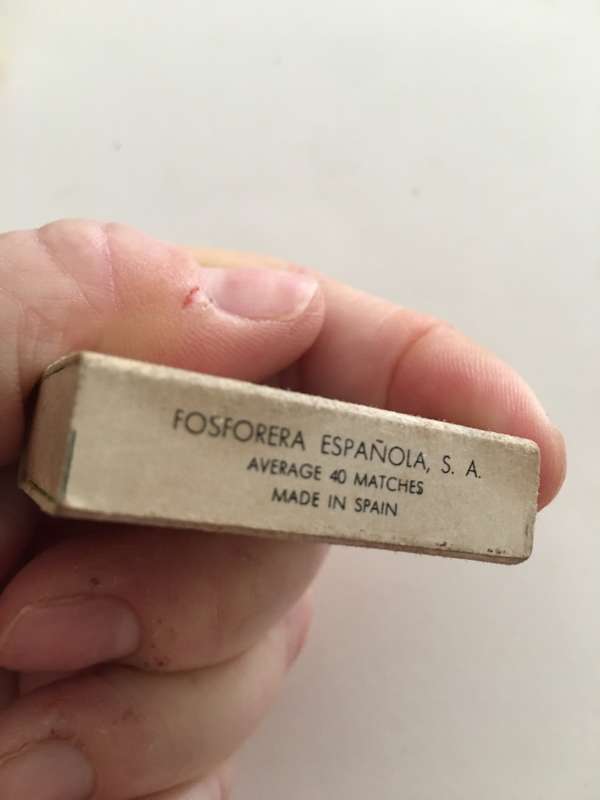 FOSFORERA ESPAÑOLA, S. A.
AVERAGE 40 MATCHES
MADE IN SPAIN